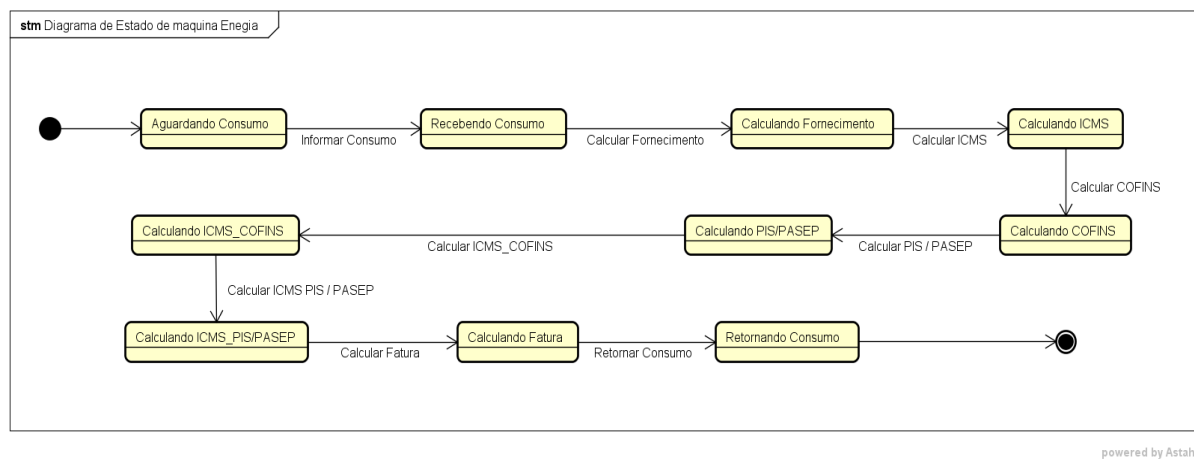 stm Diagrama de Estado de maquina Enegia
Aguardando Consumo
Informar Consumo
Recebendo Consumo
Calcular Fornecimento
Calculando Fornecimento
Calcular ICMS
Calculando ICMS
Calcular COFINS
Calculando COFINS
Calcular PIS / PASEP
Calculando PIS/PASEP
Calcular ICMS_COFINS
Calculando ICMS_COFINS
Calcular ICMS PIS / PASEP
Calculando ICMS_PIS/PASEP
Calcular Fatura
Calculando Fatura
Retornar Consumo
Retornando Consumo
powered by Astah